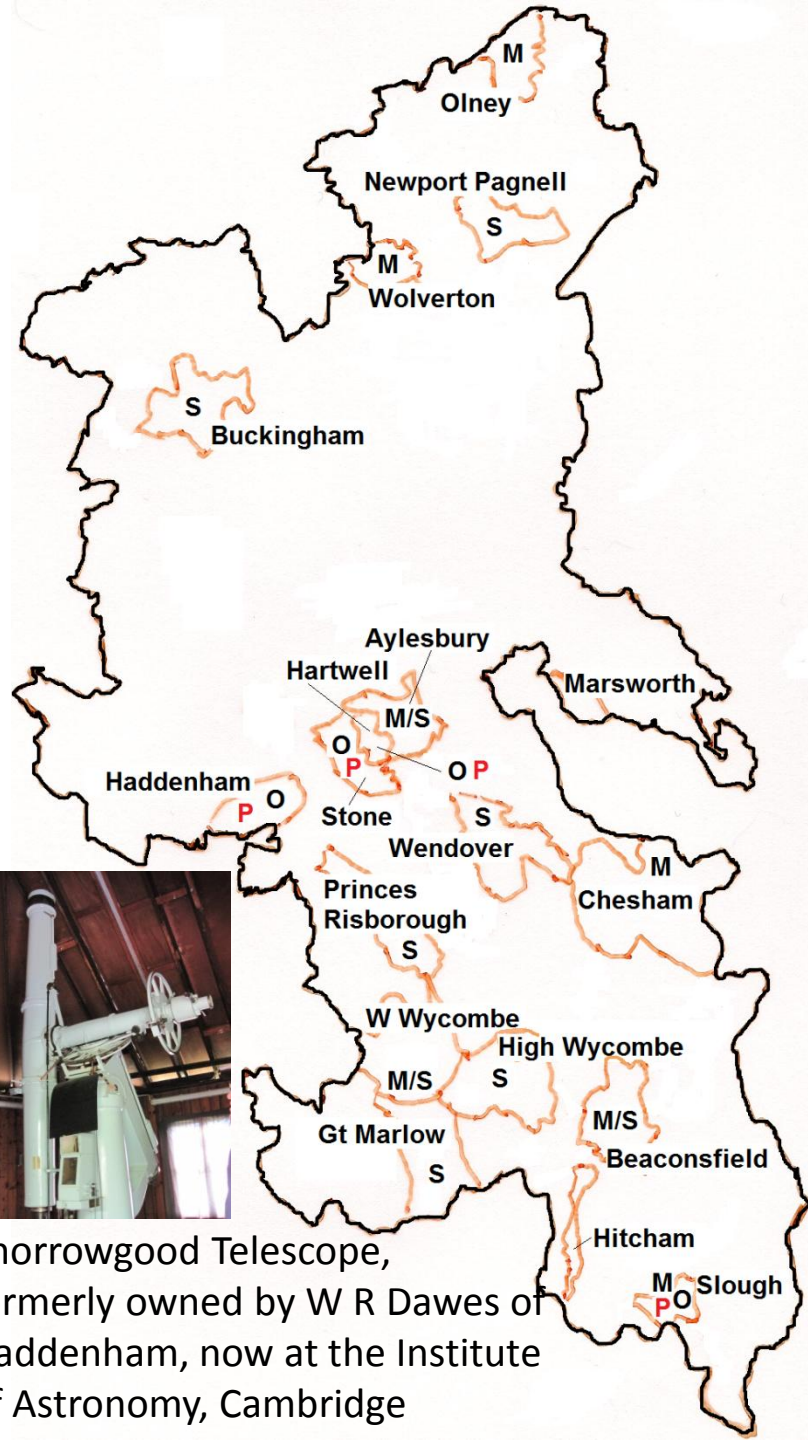 M
Olney
Newport Pagnell
S
M
Wolverton
S
Buckingham
Aylesbury
Hartwell
Marsworth
M/S
O
P
O P
Haddenham
P O
Stone
S
Wendover
M
Chesham
Princes
Risborough
S
W Wycombe
High Wycombe
M/S
S
M/S
Gt Marlow
Beaconsfield
S
Hitcham
M
Slough
P O
horrowgood Telescope,
rmerly owned by W R Dawes of
addenham, now at the Institute
f Astronomy, Cambridge